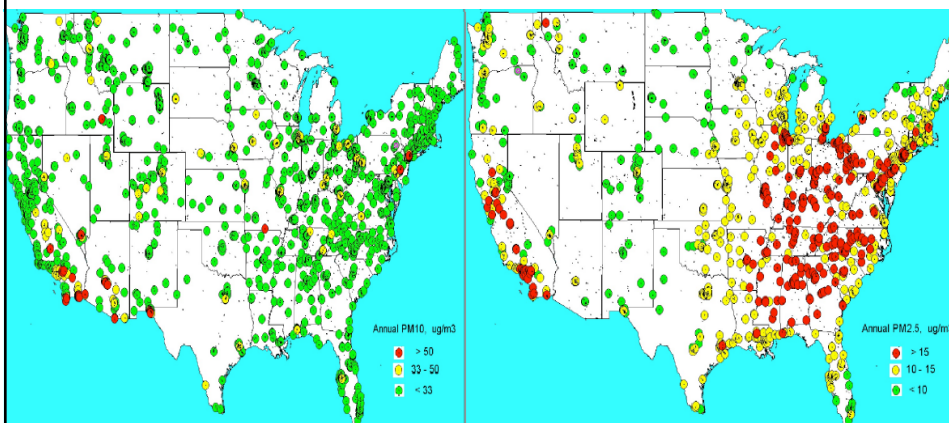 Annual PM10, ug/m3
> 50
33 - 50
< 33
Annual PM2.5, ug/m
> 15
10 - 15
< 10